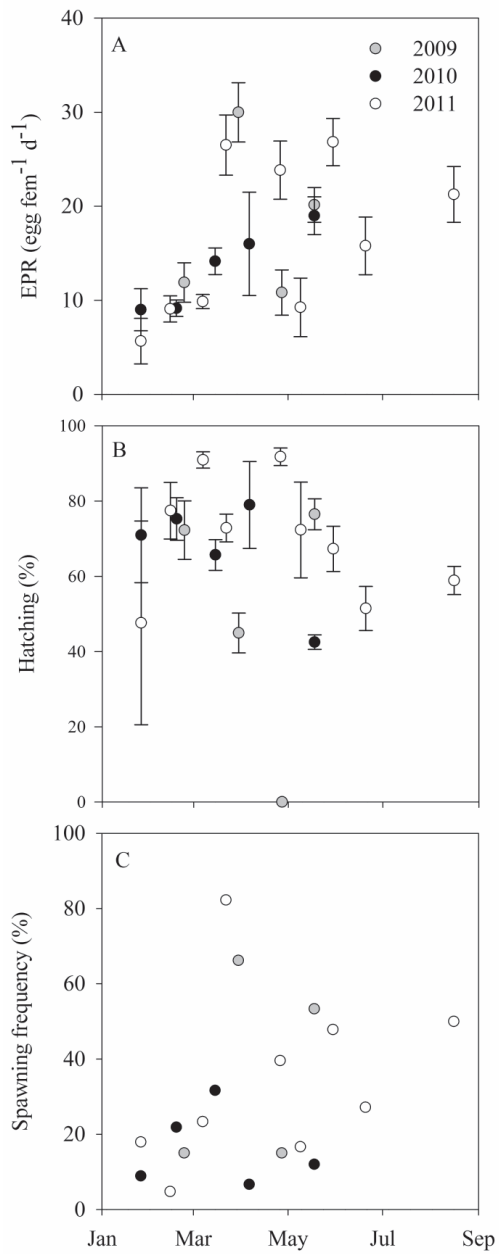 40
A
2009
2010
2011
30
20
10
0
EPR (egg fem-1 d-1)
100
B
80
60
40
20
0
Hatching (%)
100
C
80
60
40
20
0
Spawning frequency (%)
Jan Mar May Jul Sep